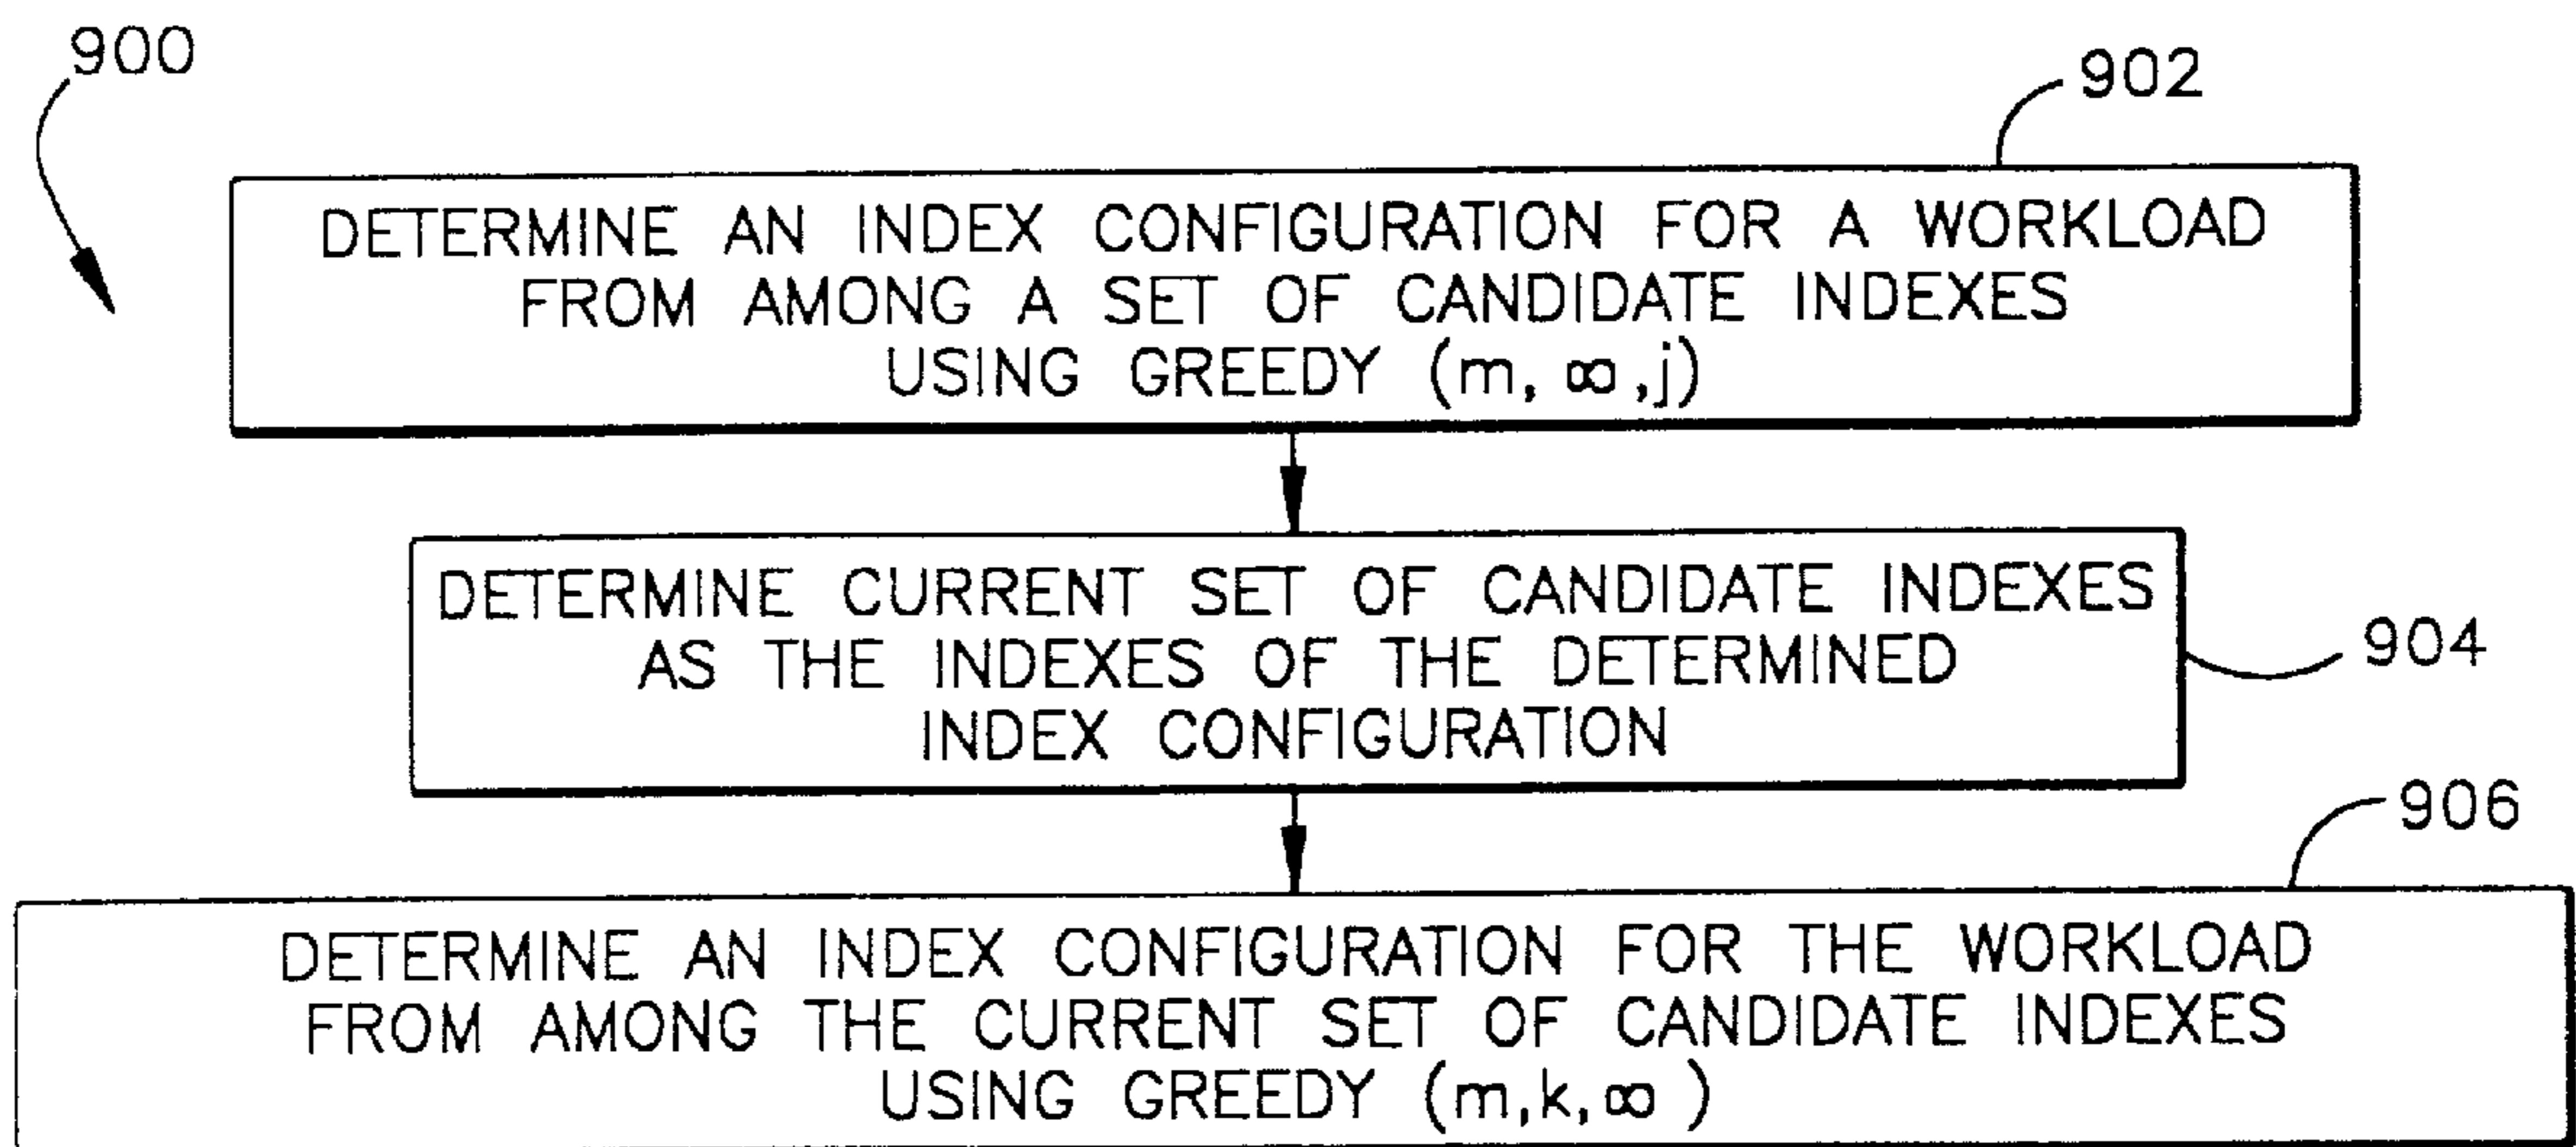 900
902
DETERMINE AN INDEX CONFIGURATION FOR A WORKLOAD
FROM AMONG A SET OF CANDIDATE INDEXES
USING GREEDY (m, ∞ ,j)
DETERMINE CURRENT SET OF CANDIDATE INDEXES
AS THE INDEXES OF THE DETERMINED
INDEX CONFIGURATION
904
906
DETERMINE AN INDEX CONFIGURATION FOR THE WORKLOAD
FROM AMONG THE CURRENT SET OF CANDIDATE INDEXES
USING GREEDY (m,k,∞ )